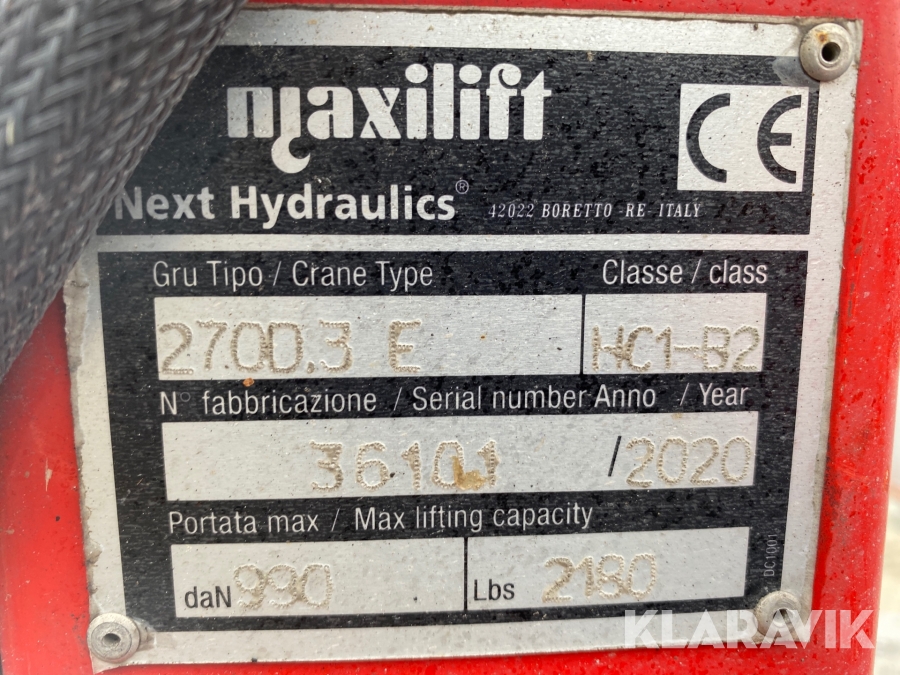 maxilift
CE
Next Hydraulics® 42022 BORETTO - RE - ITALY
Gru Tipo / Crane Type Classe / class
270D.3 E HC1-B2
N° fabbricazione / Serial number Anno / Year
36101 /2020
Portata max / Max lifting capacity
daN 990 Lbs 2180
DC1001
KLARAVIK